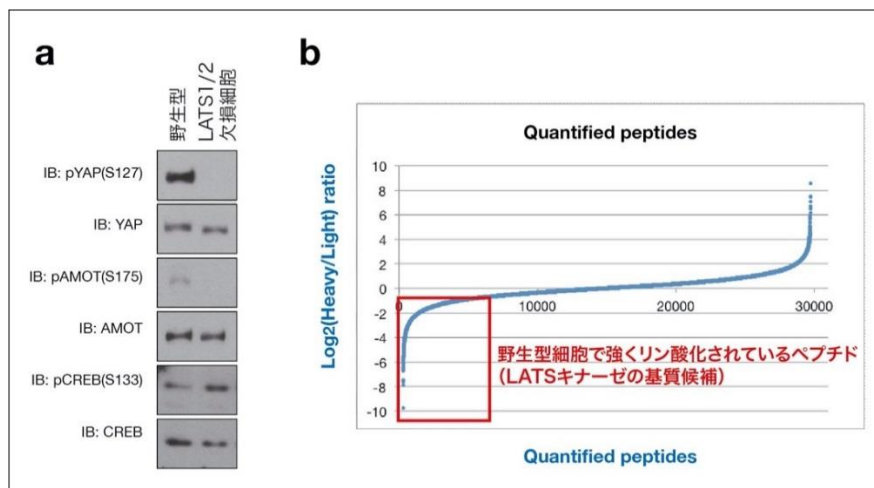 a
野生型
LATS1/2
欠損細胞
IB: pYAP(S127)
IB: YAP
IB: pAMOT(S175)
IB: AMOT
IB: pCREB(S133)
IB: CREB
b
Quantified peptides
Log2(Heavy/Light) ratio
10
8
6
4
2
0
-2
-4
-6
-8
-10
0
10000
20000
30000
野生型細胞で強くリン酸化されているペプチド
（LATSキナーゼの基質候補）
Quantified peptides